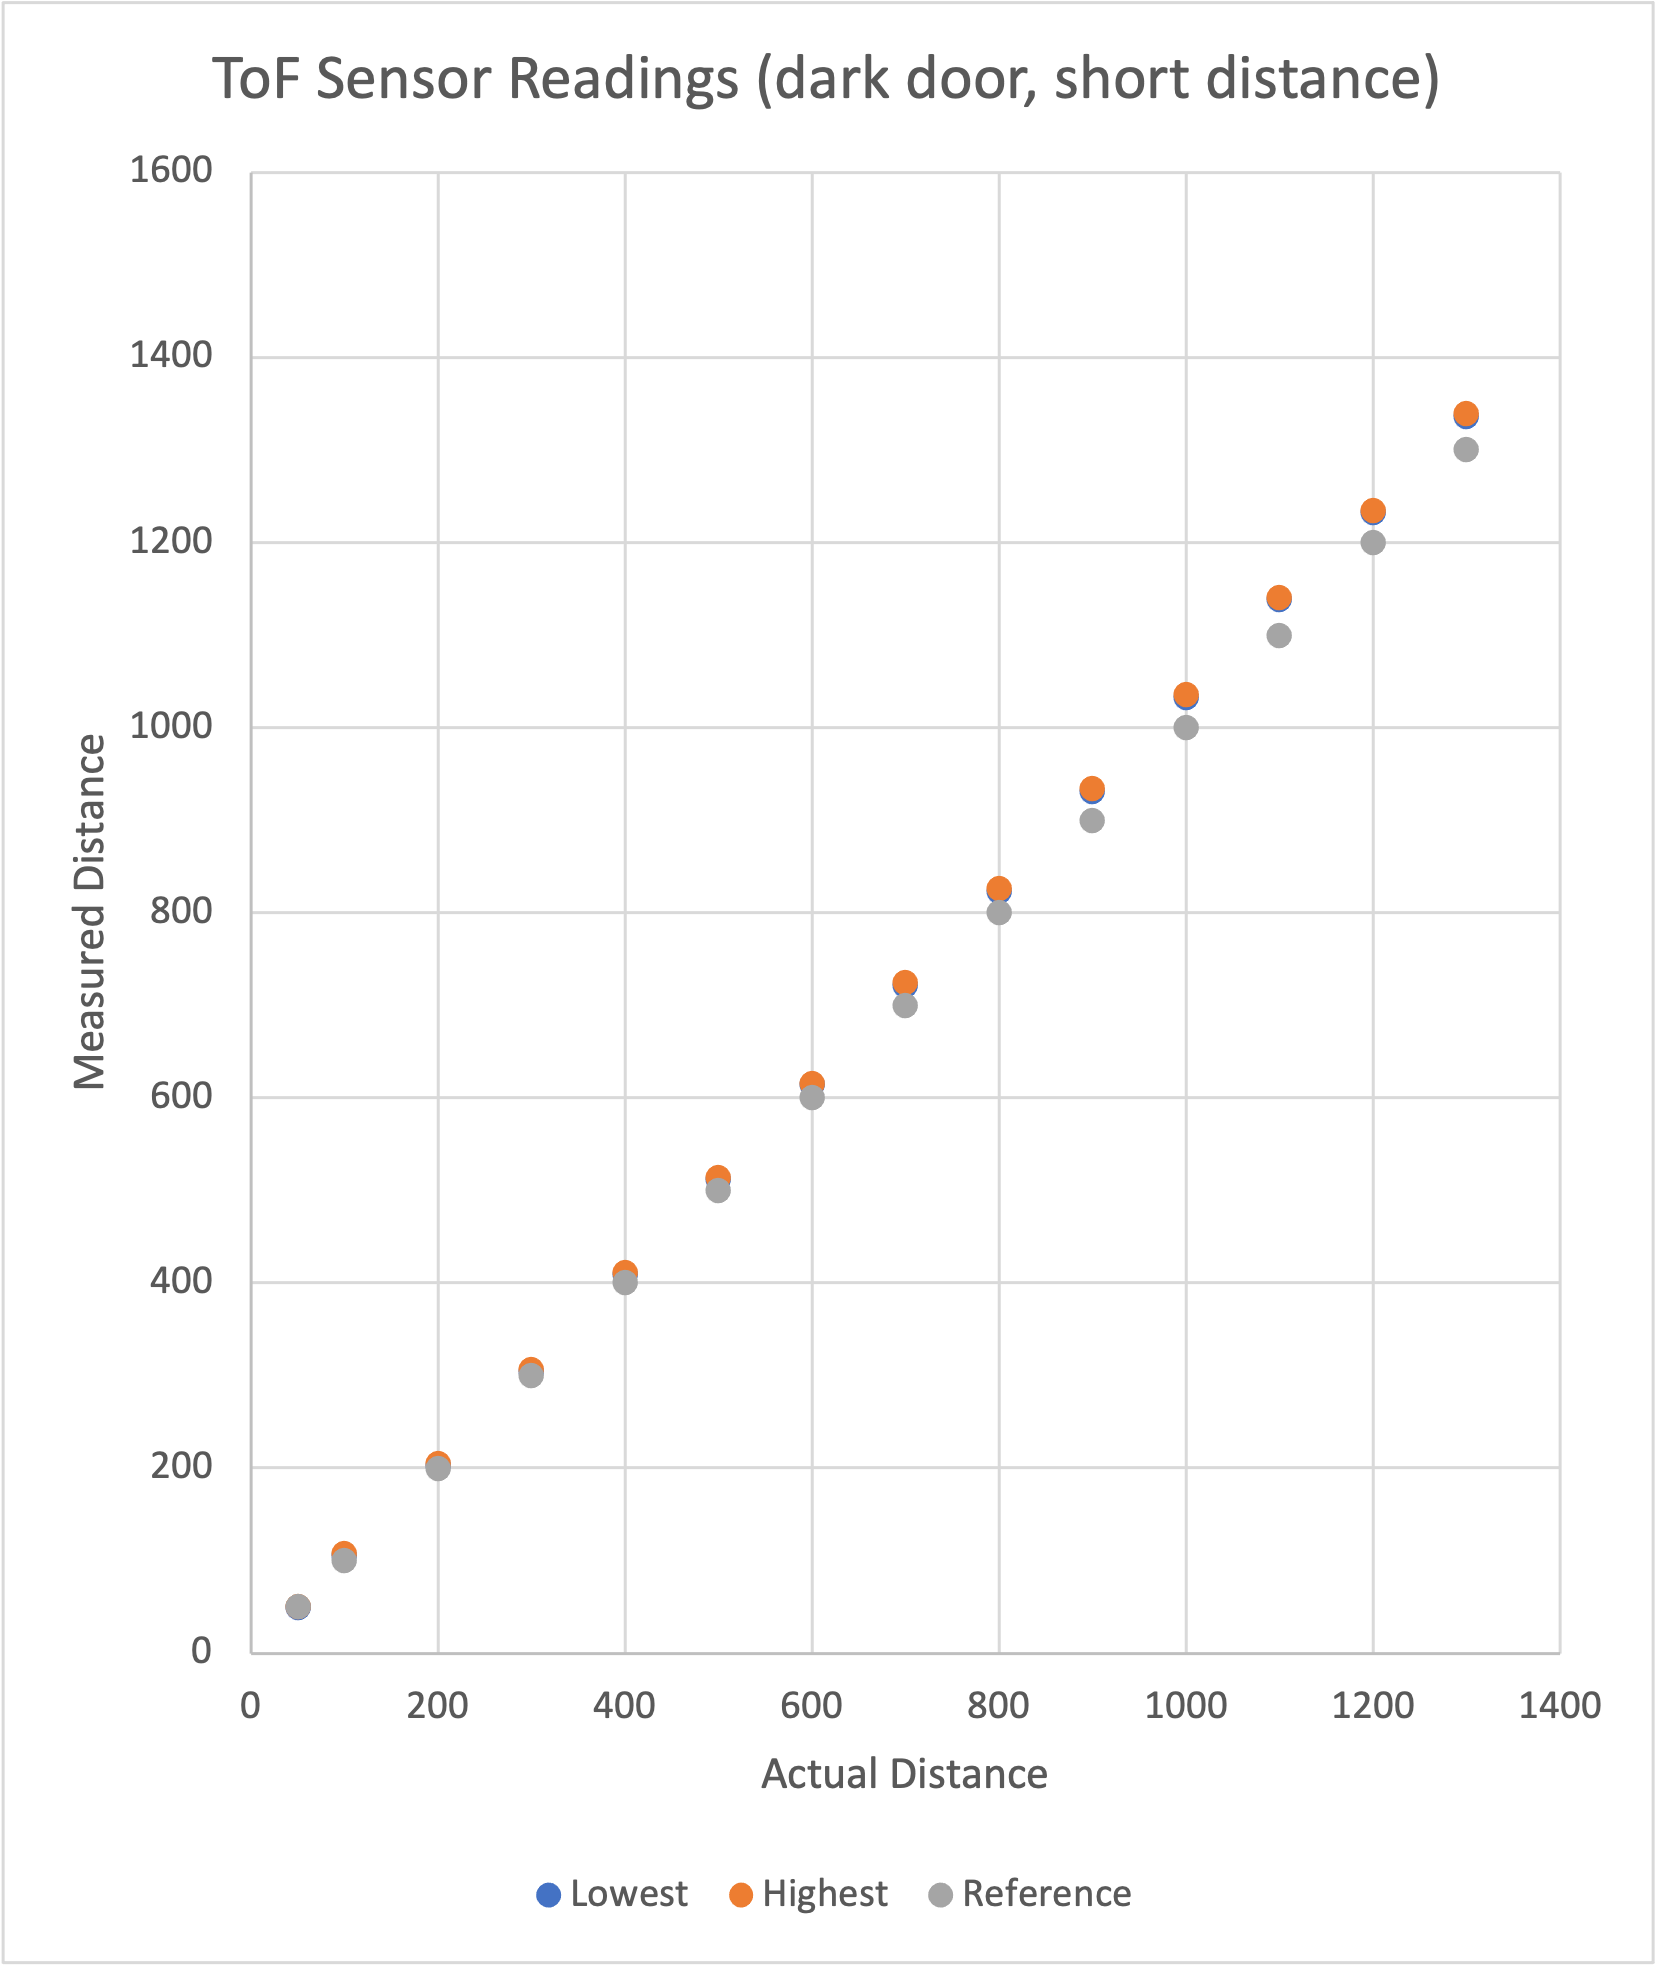 ToF Sensor Readings (dark door, short distance)
1600
1400
1200
1000
800
600
400
200
0
Measured Distance
0 200 400 600 800 1000 1200 1400
Actual Distance
Lowest Highest Reference